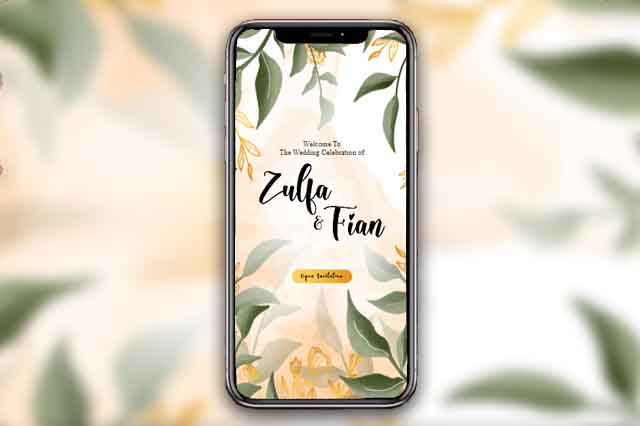 Welcome To
The Wedding Celebration of
Zulfa
& Fian
Open Invitation